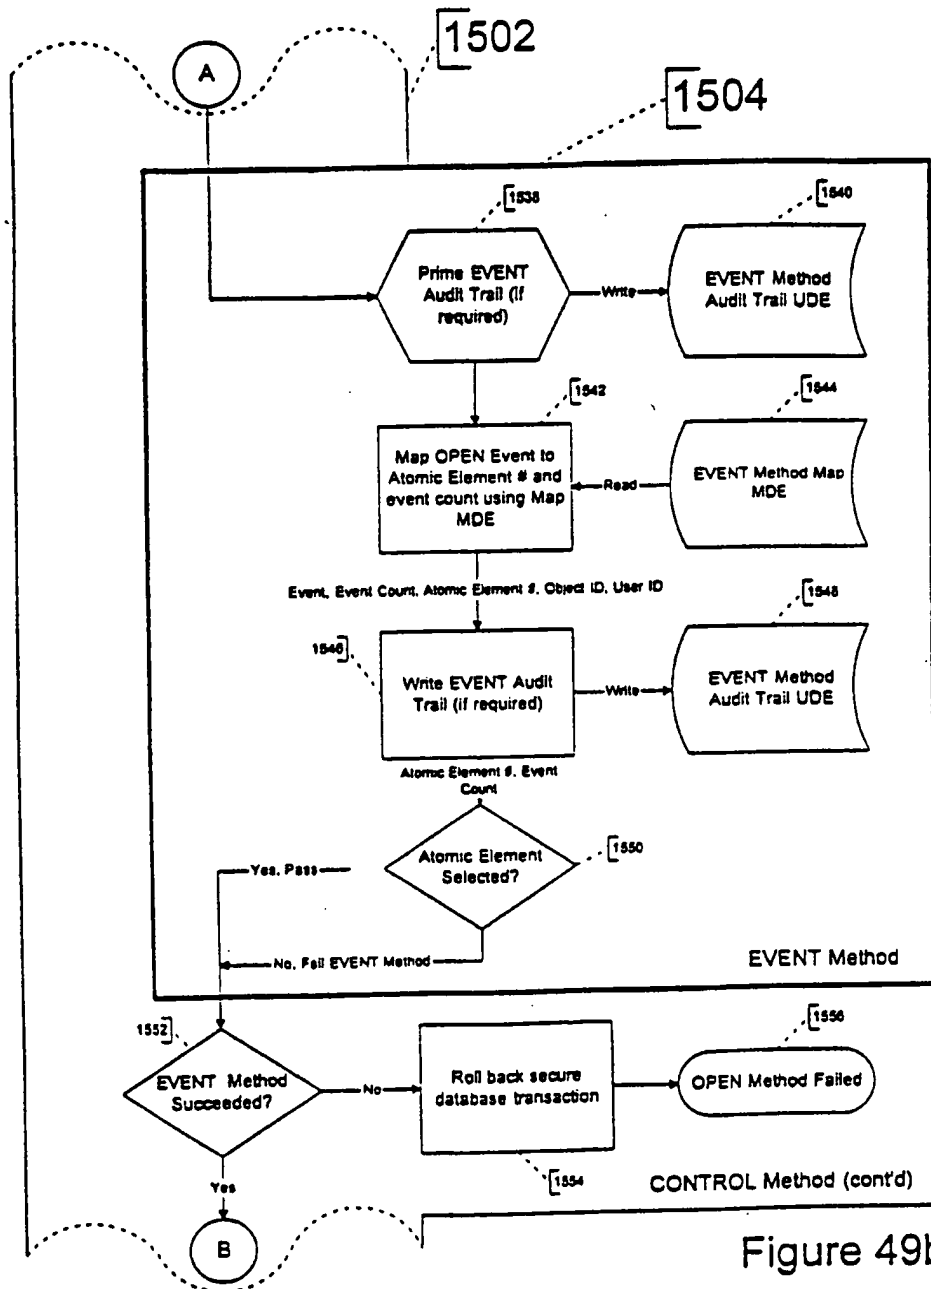 1502
A
1504
1538
1540
Prime EVENT
Audit Trail (if
required)
Write
EVENT Method
Audit Trail UDE
1542
1544
Map OPEN Event to
Atomic Element # and
event count using Map
MDE
Read
EVENT Method Map
MDE
Event, Event Count, Atomic Element #, Object ID, User ID
1548
1546
Write EVENT Audit
Trail (if required)
Write
EVENT Method
Audit Trail UDE
Atomic Element #, Event
Count
1550
Atomic Element
Selected?
Yes, Pass
No, Fail EVENT Method
EVENT Method
1552
1556
EVENT Method
Succeeded?
No
Roll back secure
database transaction
OPEN Method Failed
1554
Yes
CONTROL Method (cont'd)
B
Figure 49b